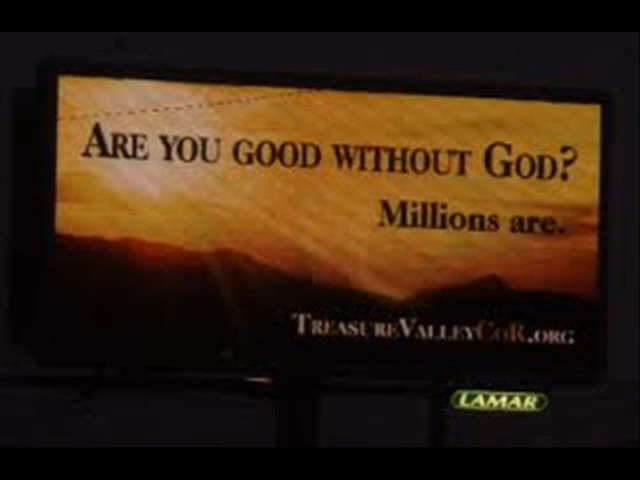 Are you good without God?
Millions are.
TreasureValleyCoR.org
LAMAR